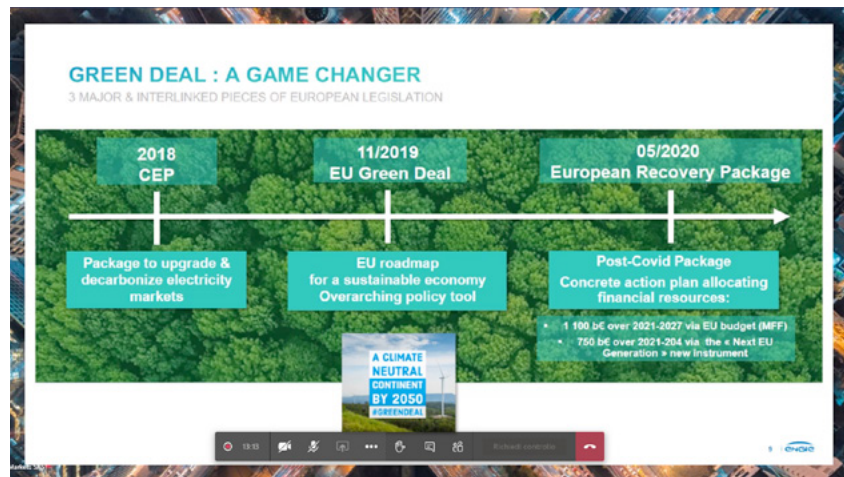 GREEN DEAL : A GAME CHANGER
3 MAJOR & INTERLINKED PIECES OF EUROPEAN LEGISLATION
2018
CEP
11/2019
EU Green Deal
05/2020
European Recovery Package
Package to upgrade &
decarbonize electricity
markets
EU roadmap
for a sustainable economy
Overarching policy tool
Post-Covid Package
Concrete action plan allocating
financial resources:
• 1 100 b€ over 2021-2027 via EU budget (MFF)
• 750 b€ over 2021-204 via the « Next EU
Generation » new instrument
A CLIMATE
NEUTRAL
CONTINENT
BY 2050
#GREENDEAL
13:13
Richiedi controllo
9
ENGIE